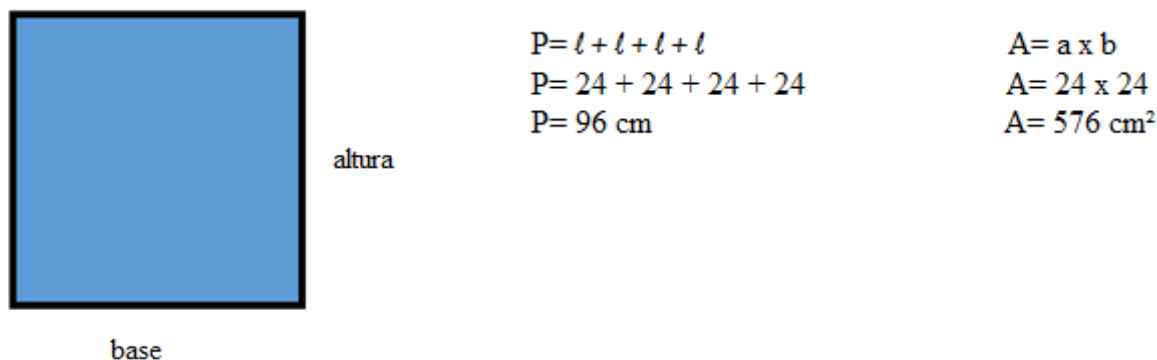 P= ℓ + ℓ + ℓ + ℓ
P= 24 + 24 + 24 + 24
P= 96 cm
A= a x b
A= 24 x 24
A= 576 cm²
altura
base